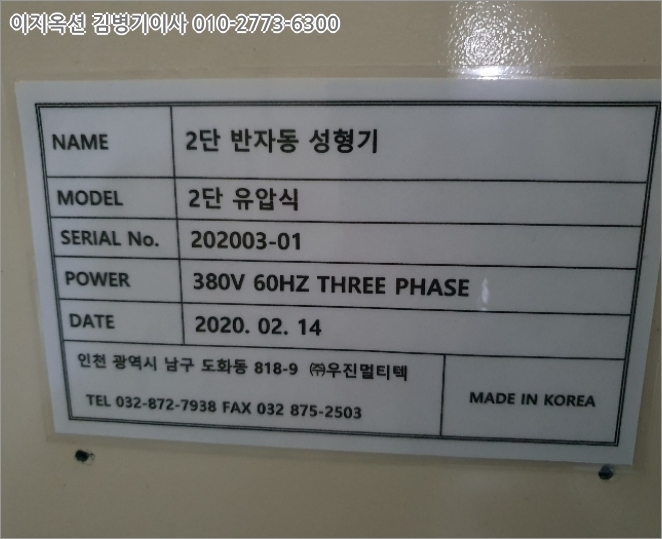 이지옥션 김병기이사 010-2773-6300
NAME 2단 반자동 성형기
MODEL 2단 유압식
SERIAL No. 202003-01
POWER 380V 60HZ THREE PHASE
DATE 2020. 02. 14
인천 광역시 남구 도화동 818-9 ㈜우진멀티텍
TEL 032-872-7938 FAX 032 875-2503
MADE IN KOREA